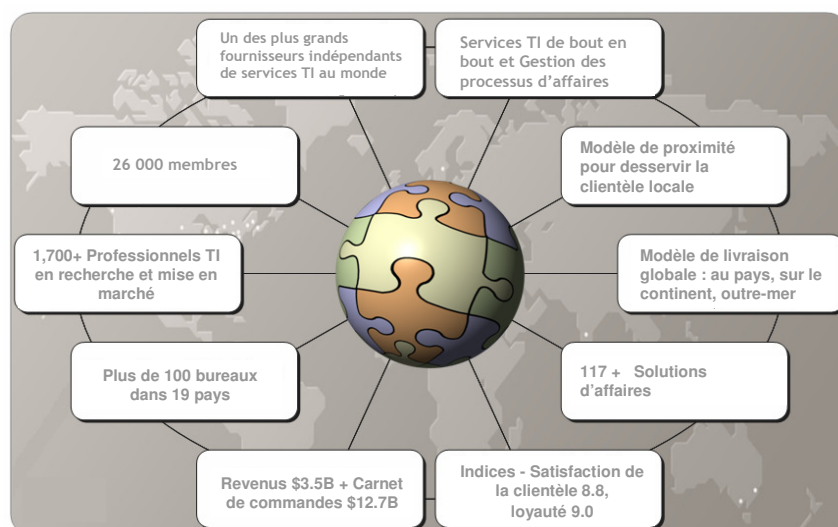 Un des plus grands
fournisseurs indépendants
de services TI au monde
Services TI de bout en
bout et Gestion des
processus d’affaires
26 000 membres
Modèle de proximité
pour desservir la
clientèle locale
1,700+ Professionnels TI
en recherche et mise en
marché
Modèle de livraison
globale : au pays, sur le
continent, outre-mer
Plus de 100 bureaux
dans 19 pays
117 + Solutions
d’affaires
Revenus $3.5B + Carnet
de commandes $12.7B
Indices - Satisfaction de
la clientèle 8.8,
loyauté 9.0